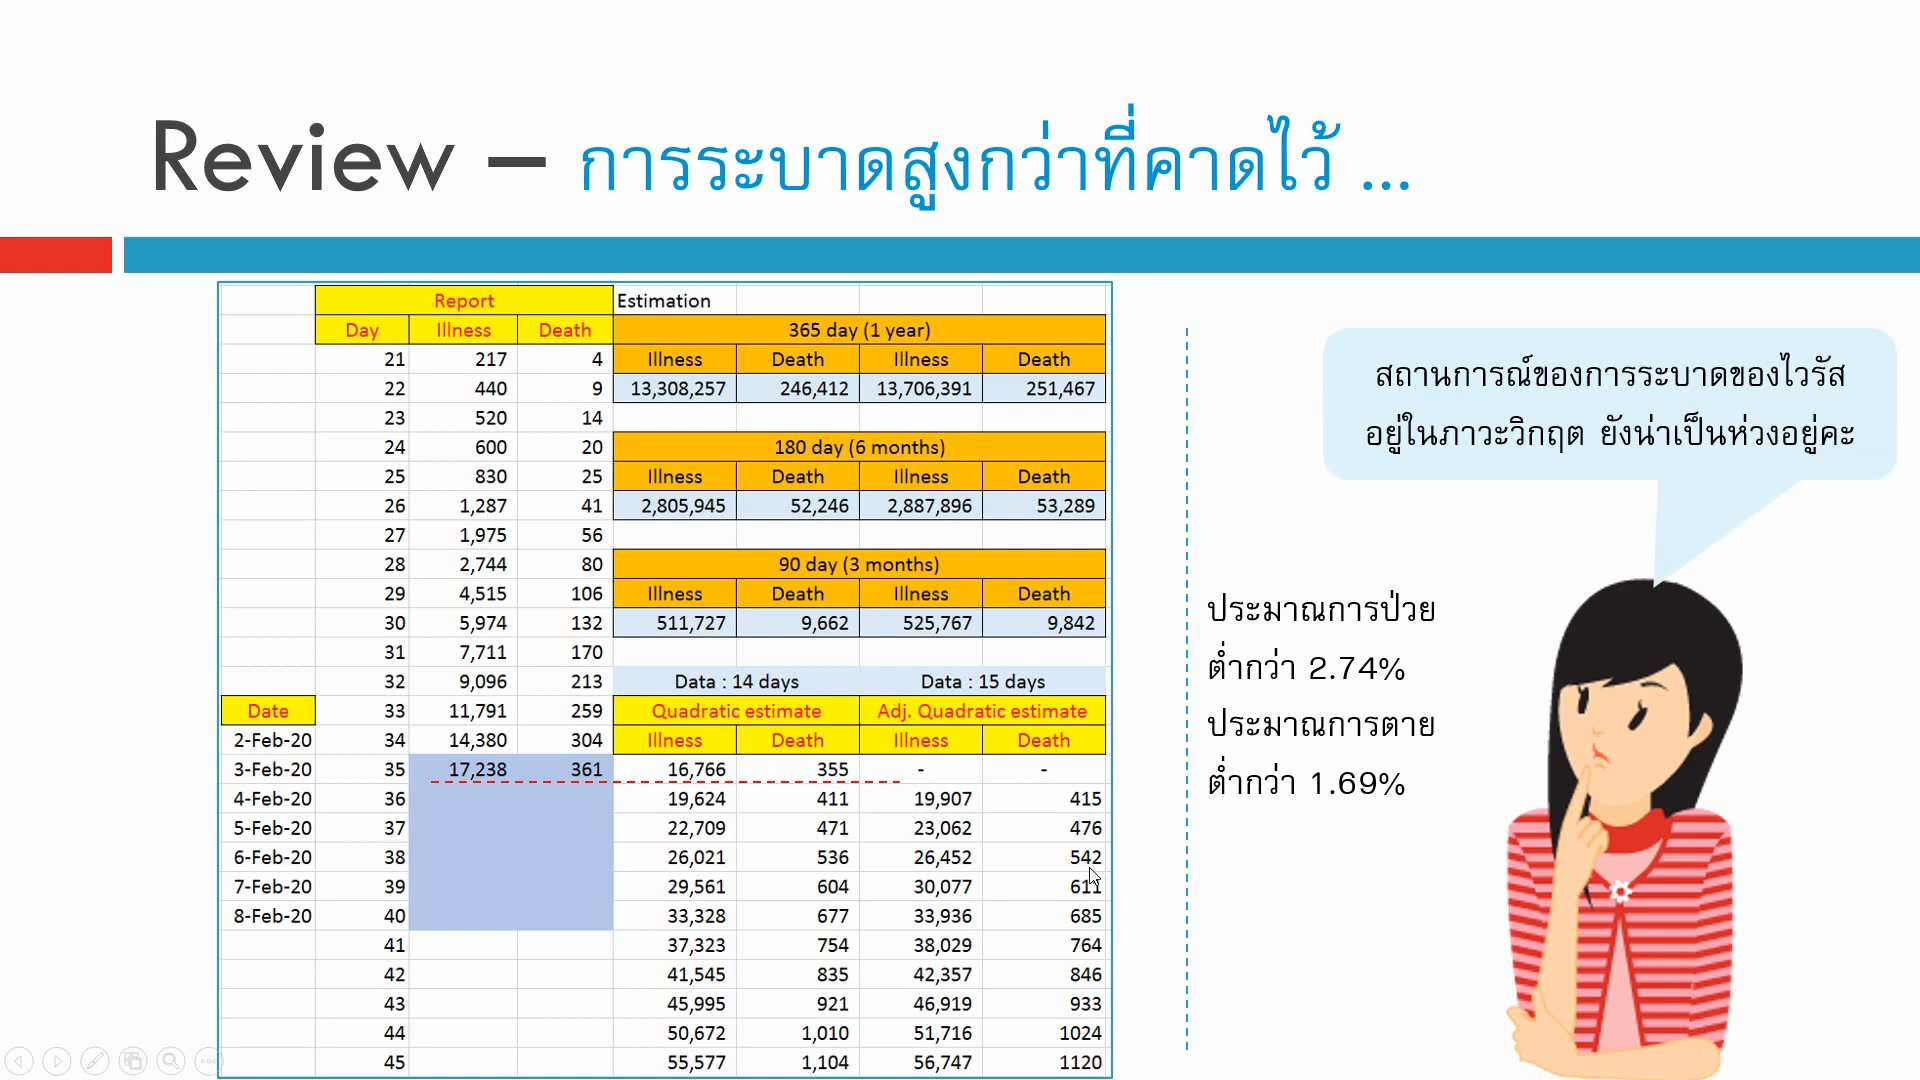 Review – การระบาดสูงกว่าที่คาดไว้ ...
Report Estimation
Day Illness Death 365 day (1 year)
21 217 4 Illness Death Illness Death
22 440 9 13,308,257 246,412 13,706,391 251,467
23 520 14
24 600 20 180 day (6 months)
25 830 25 Illness Death Illness Death
26 1,287 41 2,805,945 52,246 2,887,896 53,289
27 1,975 56
28 2,744 80 90 day (3 months)
29 4,515 106 Illness Death Illness Death
30 5,974 132 511,727 9,662 525,767 9,842
31 7,711 170
32 9,096 213 Data : 14 days Data : 15 days
Date 33 11,791 259 Quadratic estimate Adj. Quadratic estimate
2-Feb-20 34 14,380 304 Illness Death Illness Death
3-Feb-20 35 17,238 361 16,766 355 - -
4-Feb-20 36 19,624 411 19,907 415
5-Feb-20 37 22,709 471 23,062 476
6-Feb-20 38 26,021 536 26,452 542
7-Feb-20 39 29,561 604 30,077 611
8-Feb-20 40 33,328 677 33,936 685
41 37,323 754 38,029 764
42 41,545 835 42,357 846
43 45,995 921 46,919 933
44 50,672 1,010 51,716 1024
45 55,577 1,104 56,747 1120
สถานการณ์ของการระบาดของไวรัส
อยู่ในภาวะวิกฤต ยังน่าเป็นห่วงอยู่คะ
ประมาณการป่วย
ต่ำกว่า 2.74%
ประมาณการตาย
ต่ำกว่า 1.69%